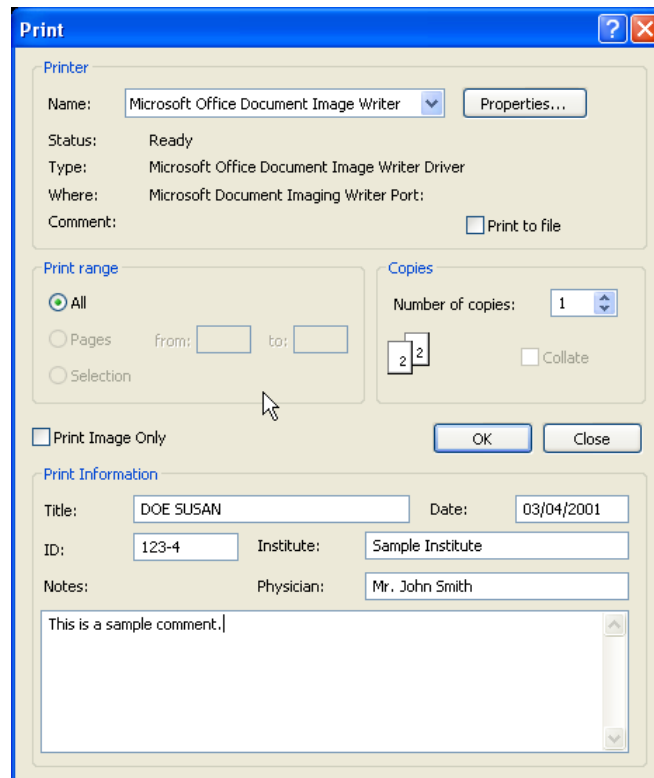 Print
Printer
Name: Microsoft Office Document Image Writer Properties...
Status: Ready
Type: Microsoft Office Document Image Writer Driver
Where: Microsoft Document Imaging Writer Port:
Comment: Print to file
Print range
All
Pages from: to:
Selection
Copies
Number of copies: 1
2 2
Collate
Print Image Only OK Close
Print Information
Title: DOE SUSAN Date: 03/04/2001
ID: 123-4 Institute: Sample Institute
Notes: Physician: Mr. John Smith
This is a sample comment.